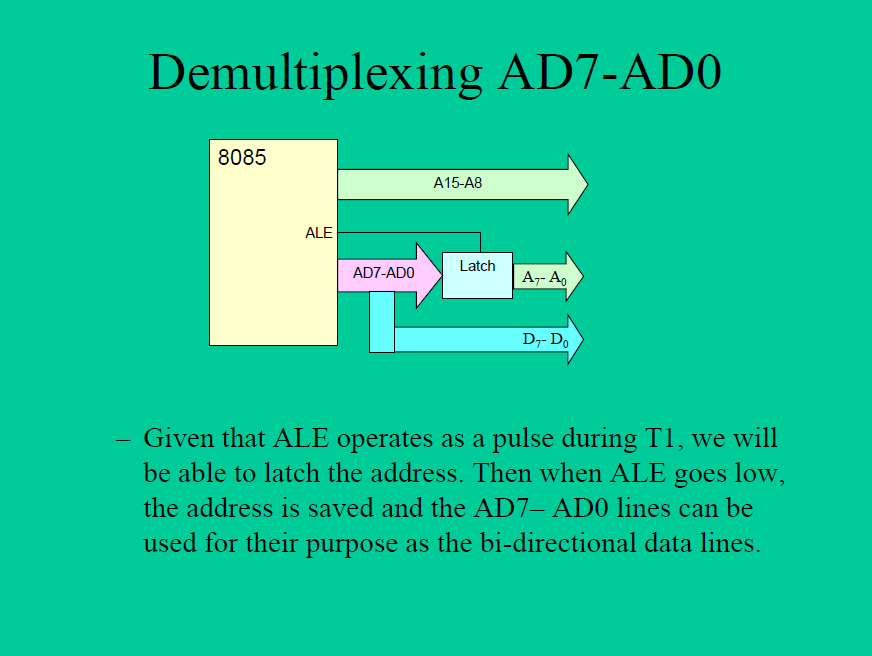 Demultiplexing AD7-AD0
8085
A15-A8
ALE
AD7-AD0
Latch
A₇- A₀
D₇- D₀
– Given that ALE operates as a pulse during T1, we will
be able to latch the address. Then when ALE goes low,
the address is saved and the AD7– AD0 lines can be
used for their purpose as the bi-directional data lines.